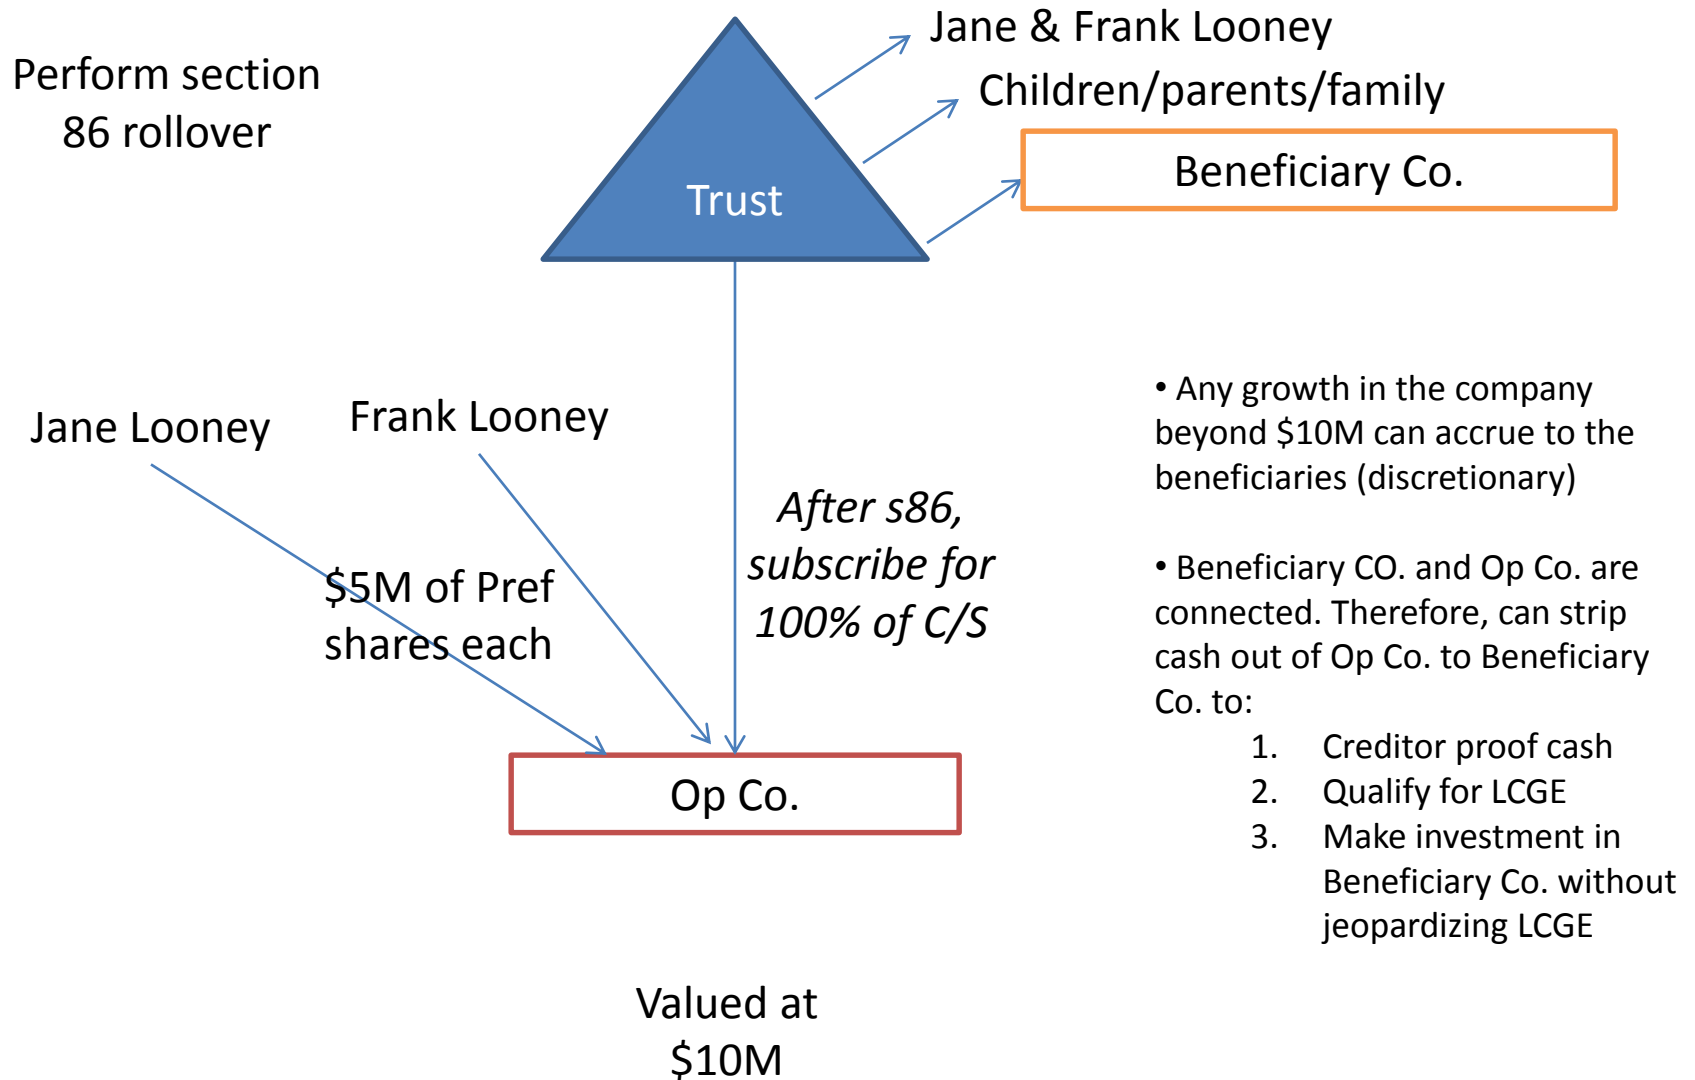 Perform section
86 rollover
Jane & Frank Looney
Children/parents/family
Beneficiary Co.
Trust
Jane Looney
Frank Looney
$5M of Pref
shares each
After s86,
subscribe for
100% of C/S
Op Co.
Valued at
$10M
• Any growth in the company
beyond $10M can accrue to the
beneficiaries (discretionary)
• Beneficiary CO. and Op Co. are
connected. Therefore, can strip
cash out of Op Co. to Beneficiary
Co. to:
1. Creditor proof cash
2. Qualify for LCGE
3. Make investment in
Beneficiary Co. without
jeopardizing LCGE